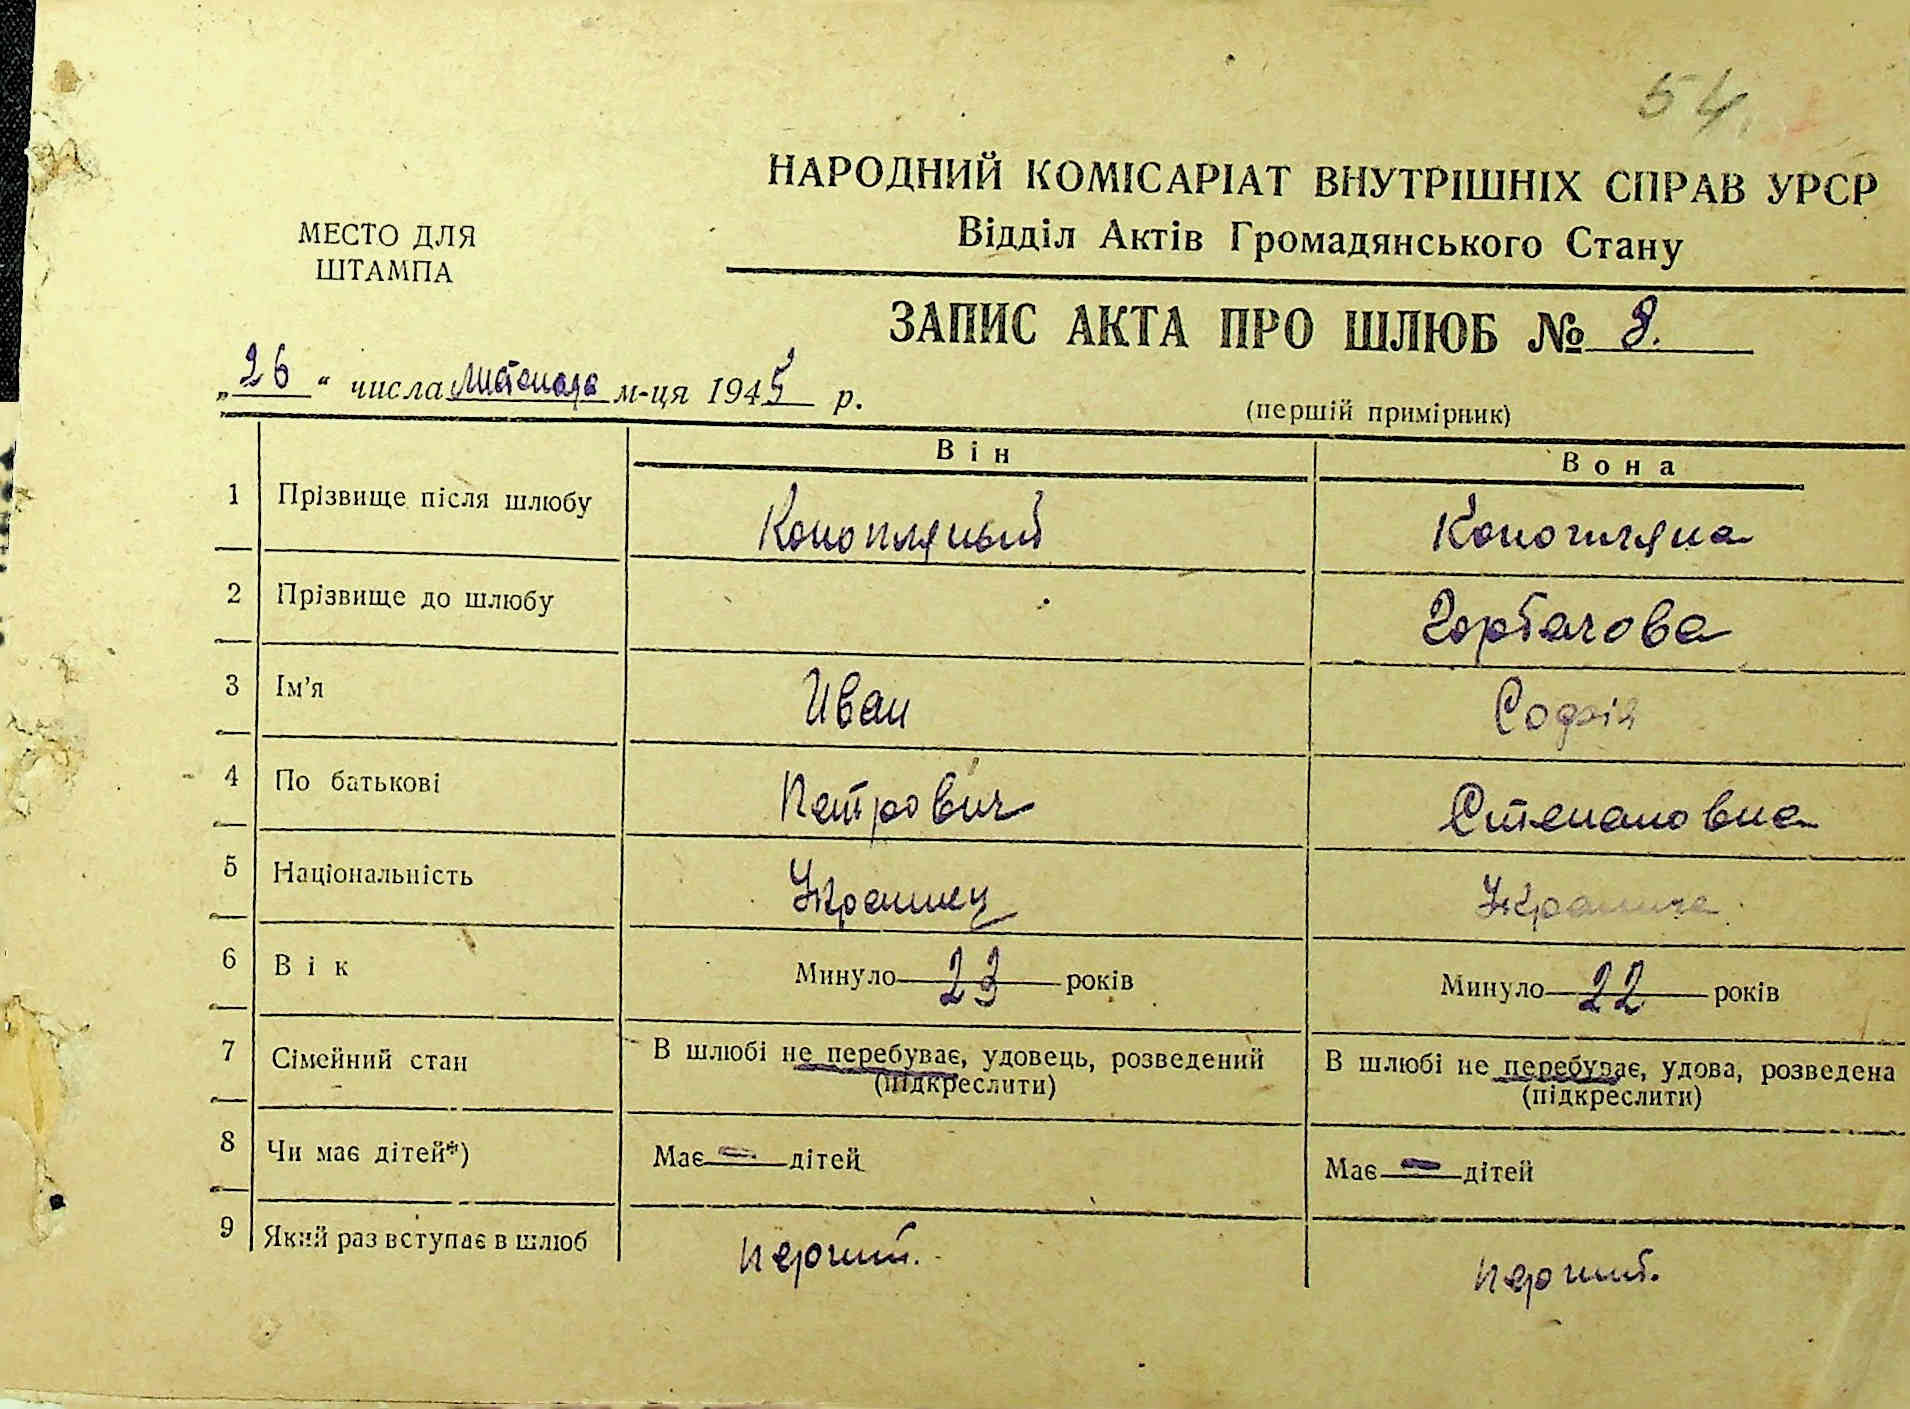 54.
НАРОДНИЙ КОМІСАРІАТ ВНУТРІШНІХ СПРАВ УРСР
Відділ Актів Громадянського Стану
МЕСТО ДЛЯ
ШТАМПА
ЗАПИС АКТА ПРО ШЛЮБ № 8.
„26“ числа листопада м-ця 1945 р.
(першій примірник)
Він Вона
1 Прізвище після шлюбу Конопляный Конопляна
2 Прізвище до шлюбу Горбачова
3 Ім'я Иван Софія
4 По батькові Петрович Степановна
5 Національність Украинец Украинка
6 Вік Минуло 23 років Минуло 22 років
7 Сімейний стан В шлюбі не перебуває, удовець, розведений В шлюбі не перебуває, удова, розведена
(підкреслити) (підкреслити)
8 Чи має дітей*) Має — дітей Має — дітей
9 Який раз вступає в шлюб перший. перший.